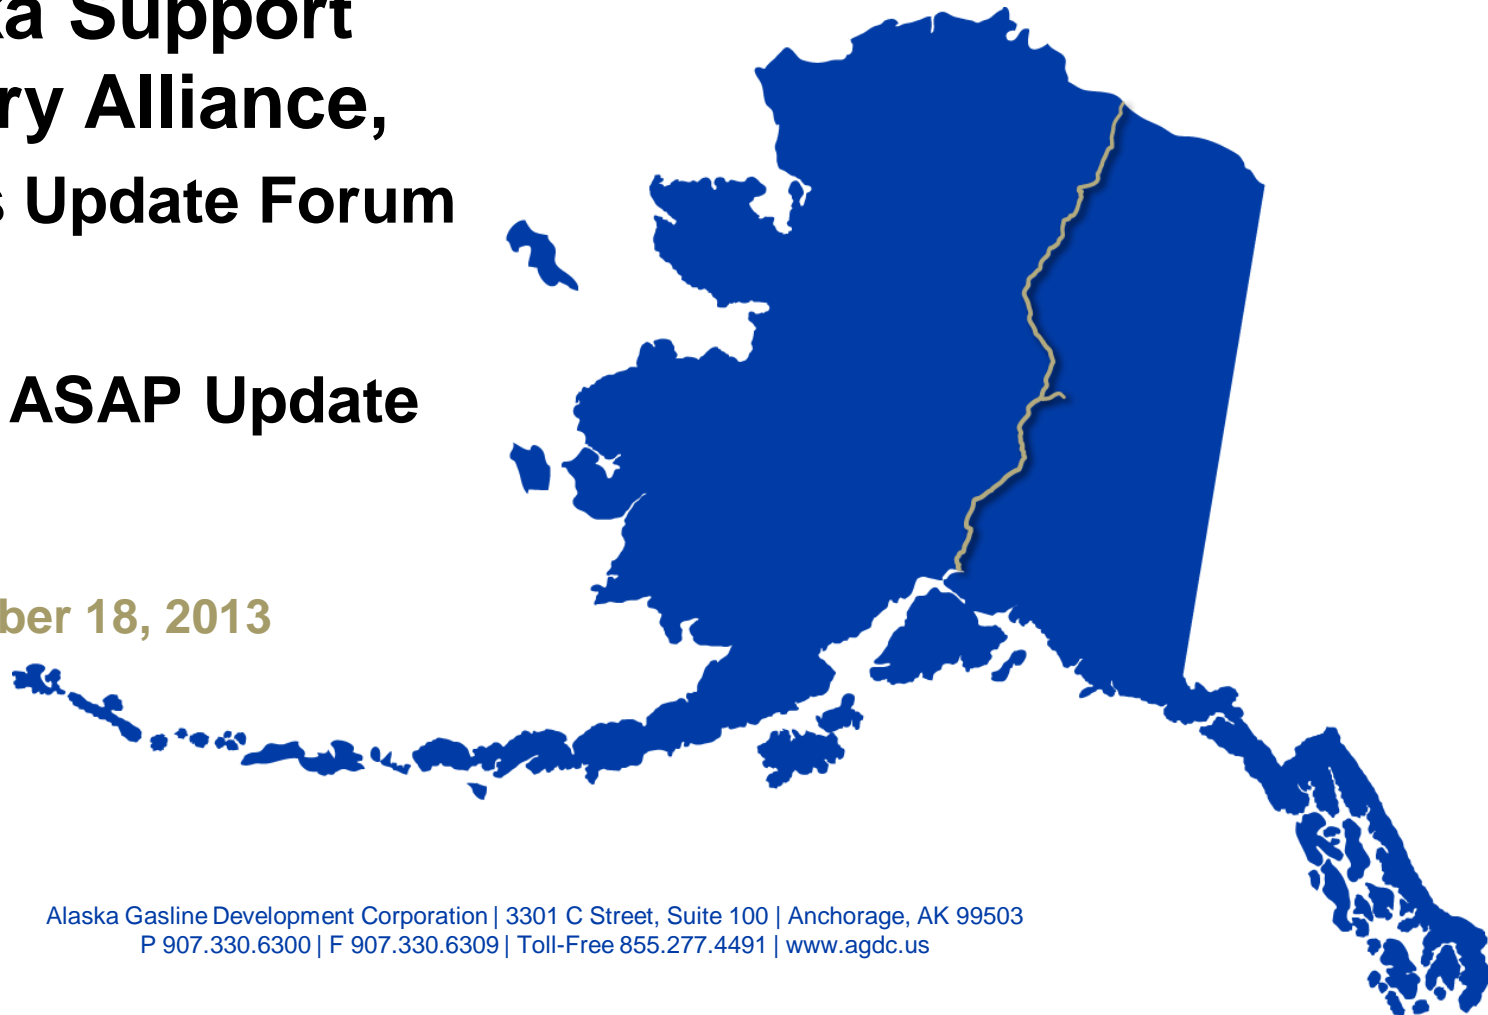 ka Support
ry Alliance,
s Update Forum
ASAP Update
ber 18, 2013
Alaska Gasline Development Corporation | 3301 C Street, Suite 100 | Anchorage, AK 99503
P 907.330.6300 | F 907.330.6309 | Toll-Free 855.277.4491 | www.agdc.us